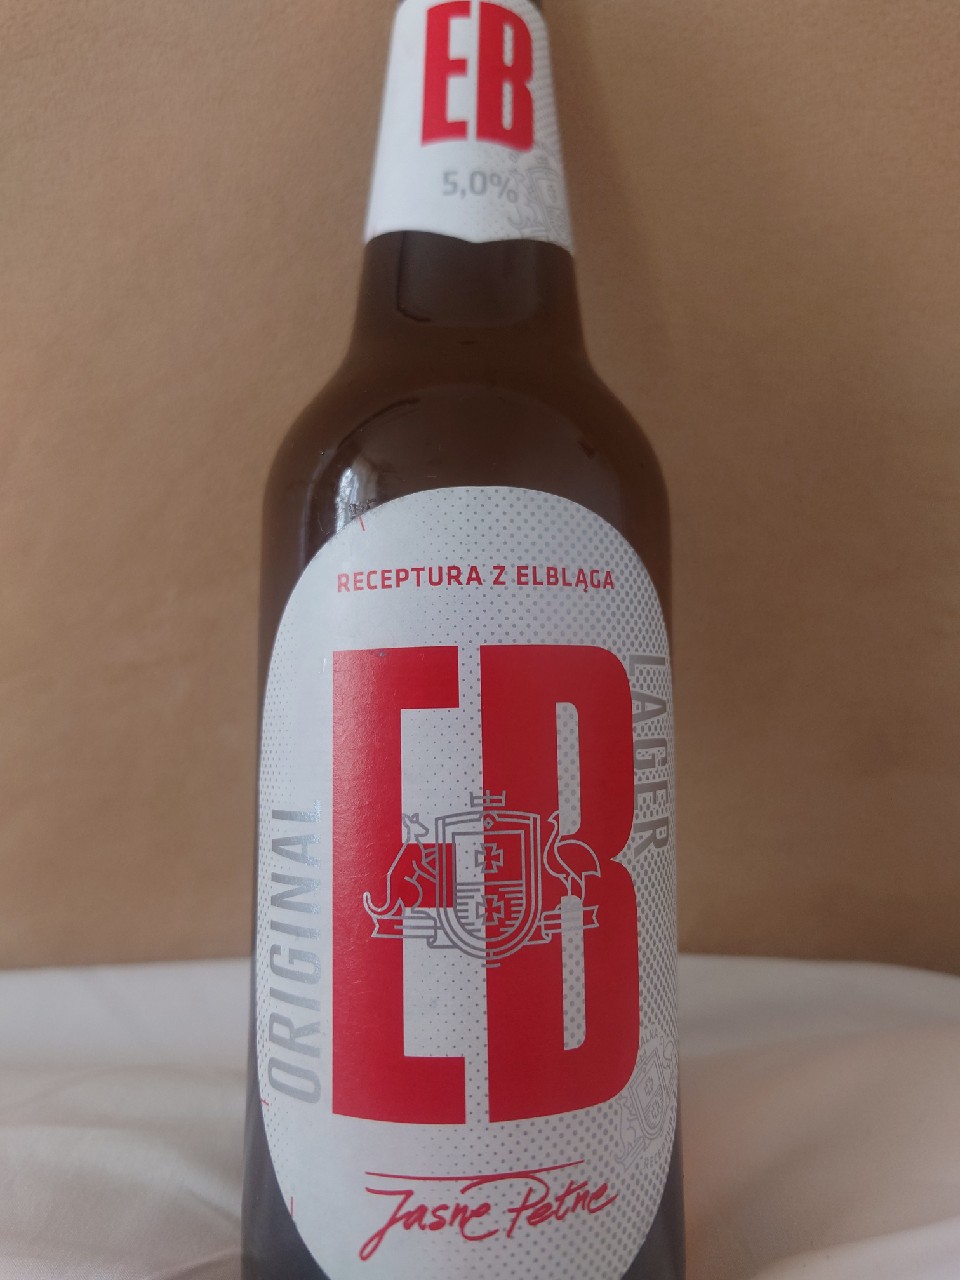 EB
5,0%
RECEPTURA Z ELBLĄGA
ORIGINAL
EB
LAGER
Jasne Pełne